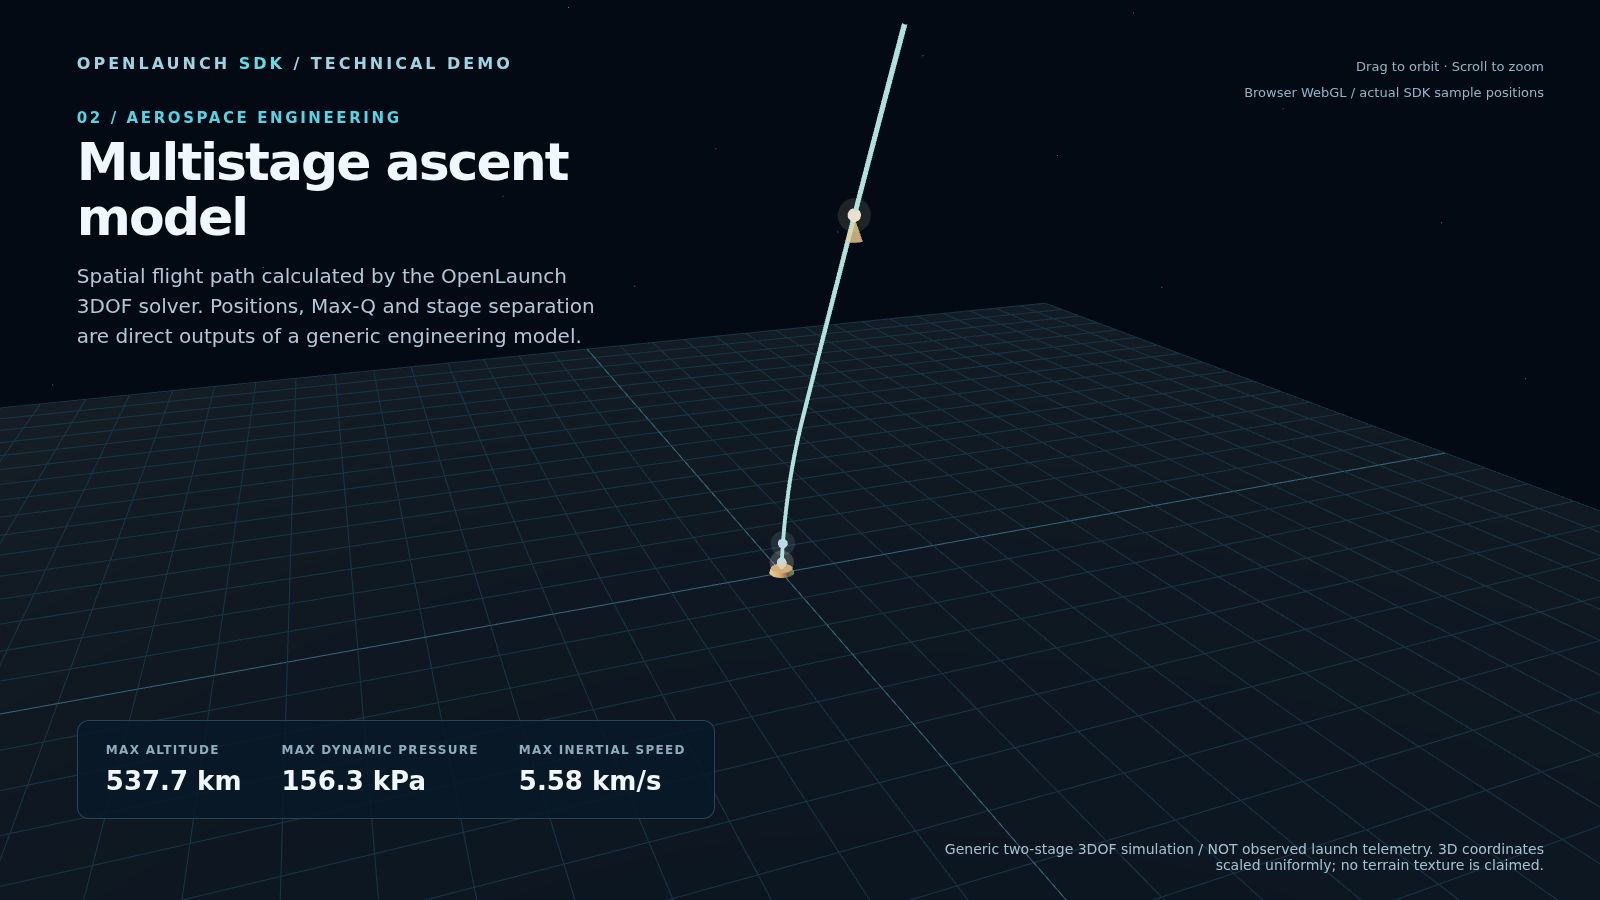 OPENLAUNCH SDK / TECHNICAL DEMO
02 / AEROSPACE ENGINEERING
Multistage ascent
model
Spatial flight path calculated by the OpenLaunch
3DOF solver. Positions, Max-Q and stage separation
are direct outputs of a generic engineering model.
Drag to orbit · Scroll to zoom
Browser WebGL / actual SDK sample positions
MAX ALTITUDE
537.7 km
MAX DYNAMIC PRESSURE
156.3 kPa
MAX INERTIAL SPEED
5.58 km/s
Generic two-stage 3DOF simulation / NOT observed launch telemetry. 3D coordinates
scaled uniformly; no terrain texture is claimed.